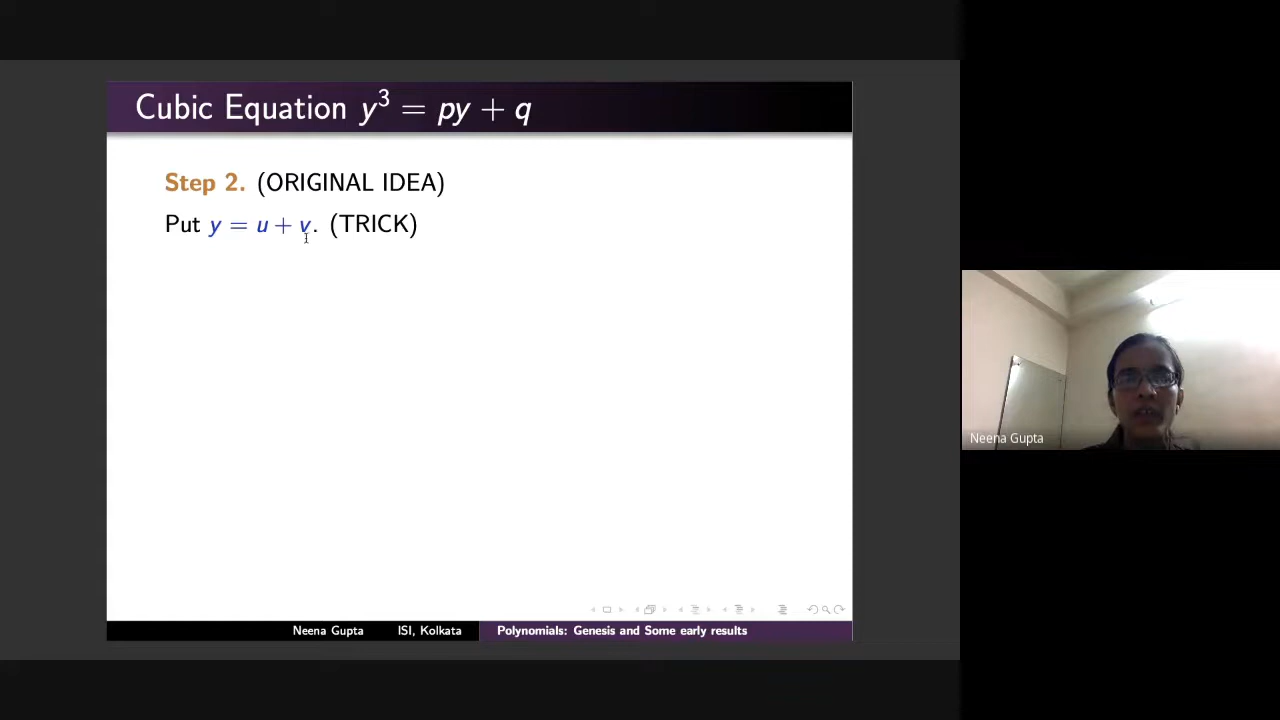 Cubic Equation y³ = py + q
Step 2. (ORIGINAL IDEA)
Put y = u + v. (TRICK)
Neena Gupta ISI, Kolkata Polynomials: Genesis and Some early results
Neena Gupta